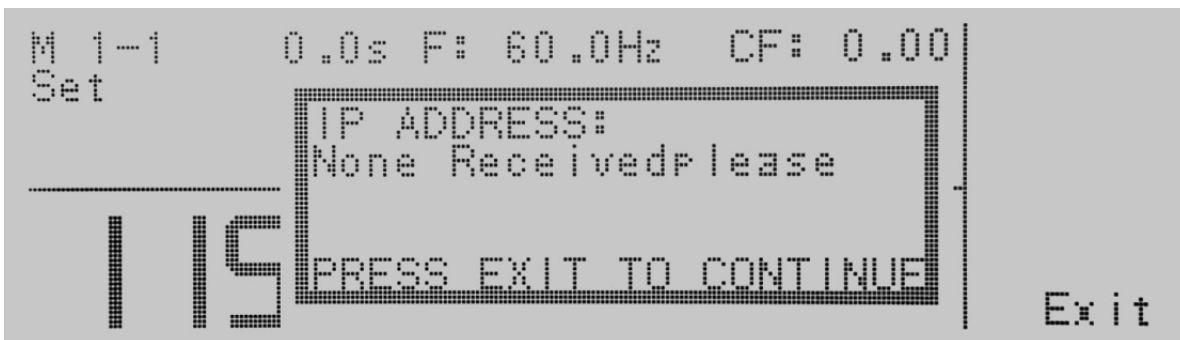 M 1-1 0.0s F: 60.0Hz CF: 0.00
Set
IP ADDRESS:
None Receivedplease
115
PRESS EXIT TO CONTINUE
Exit